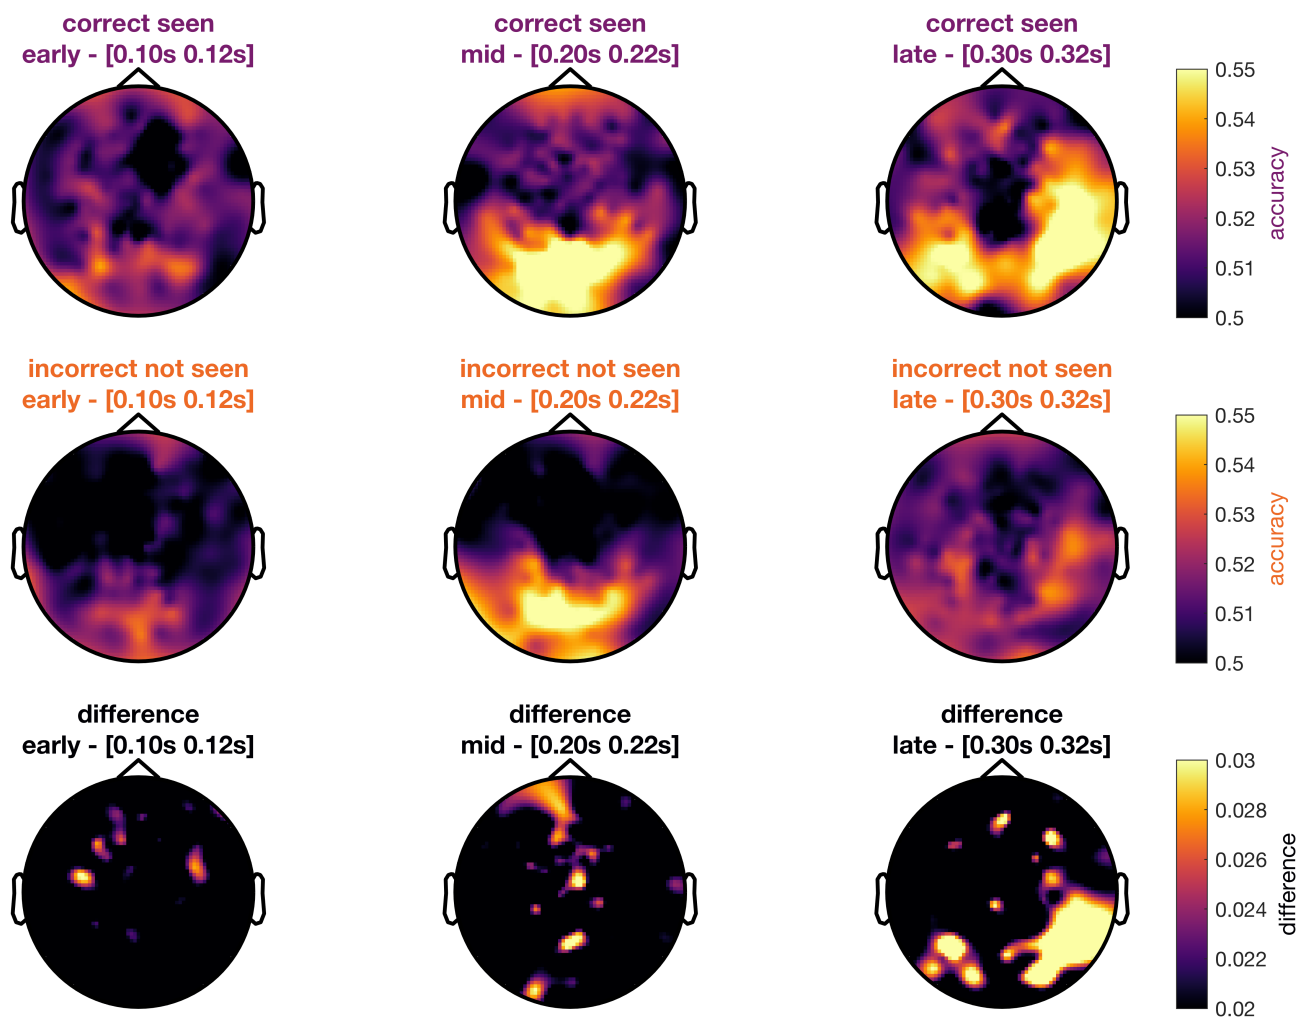 correct seen
early - [0.10s 0.12s]
correct seen
mid - [0.20s 0.22s]
correct seen
late - [0.30s 0.32s]
0.55
0.54
0.53
0.52
0.51
0.5
accuracy
incorrect not seen
early - [0.10s 0.12s]
incorrect not seen
mid - [0.20s 0.22s]
incorrect not seen
late - [0.30s 0.32s]
0.55
0.54
0.53
0.52
0.51
0.5
accuracy
difference
early - [0.10s 0.12s]
difference
mid - [0.20s 0.22s]
difference
late - [0.30s 0.32s]
0.03
0.028
0.026
0.024
0.022
0.02
difference